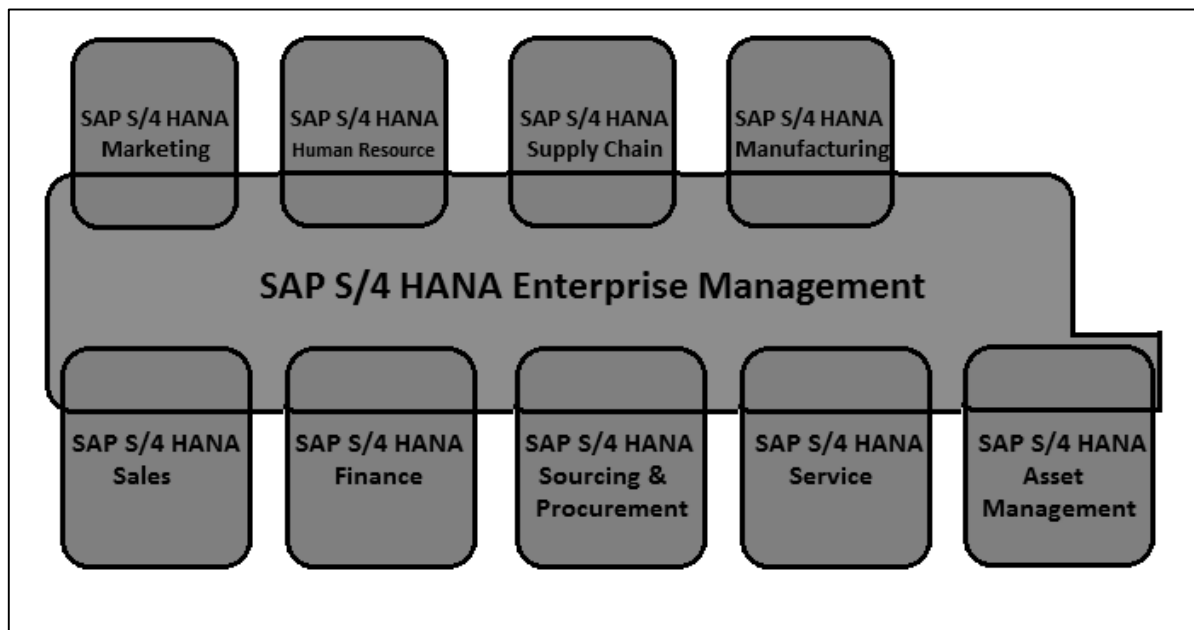 SAP S/4 HANA
Marketing
SAP S/4 HANA
Human Resource
SAP S/4 HANA
Supply Chain
SAP S/4 HANA
Manufacturing
SAP S/4 HANA Enterprise Management
SAP S/4 HANA
Sales
SAP S/4 HANA
Finance
SAP S/4 HANA
Sourcing &
Procurement
SAP S/4 HANA
Service
SAP S/4 HANA
Asset
Management